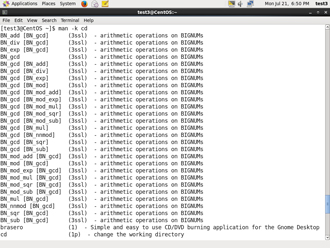 Applications Places System
Mon Jul 21, 6:50 PM test3
test3@CentOS:~
File Edit View Search Terminal Help
[test3@CentOS ~]$ man -k cd
BN_add [BN_gcd] (3ssl) - arithmetic operations on BIGNUMs
BN_div [BN_gcd] (3ssl) - arithmetic operations on BIGNUMs
BN_exp [BN_gcd] (3ssl) - arithmetic operations on BIGNUMs
BN_gcd (3ssl) - arithmetic operations on BIGNUMs
BN_gcd [BN_add] (3ssl) - arithmetic operations on BIGNUMs
BN_gcd [BN_div] (3ssl) - arithmetic operations on BIGNUMs
BN_gcd [BN_exp] (3ssl) - arithmetic operations on BIGNUMs
BN_gcd [BN_mod] (3ssl) - arithmetic operations on BIGNUMs
BN_gcd [BN_mod_add] (3ssl) - arithmetic operations on BIGNUMs
BN_gcd [BN_mod_exp] (3ssl) - arithmetic operations on BIGNUMs
BN_gcd [BN_mod_mul] (3ssl) - arithmetic operations on BIGNUMs
BN_gcd [BN_mod_sqr] (3ssl) - arithmetic operations on BIGNUMs
BN_gcd [BN_mod_sub] (3ssl) - arithmetic operations on BIGNUMs
BN_gcd [BN_mul] (3ssl) - arithmetic operations on BIGNUMs
BN_gcd [BN_nnmod] (3ssl) - arithmetic operations on BIGNUMs
BN_gcd [BN_sqr] (3ssl) - arithmetic operations on BIGNUMs
BN_gcd [BN_sub] (3ssl) - arithmetic operations on BIGNUMs
BN_mod_add [BN_gcd] (3ssl) - arithmetic operations on BIGNUMs
BN_mod [BN_gcd] (3ssl) - arithmetic operations on BIGNUMs
BN_mod_exp [BN_gcd] (3ssl) - arithmetic operations on BIGNUMs
BN_mod_mul [BN_gcd] (3ssl) - arithmetic operations on BIGNUMs
BN_mod_sqr [BN_gcd] (3ssl) - arithmetic operations on BIGNUMs
BN_mod_sub [BN_gcd] (3ssl) - arithmetic operations on BIGNUMs
BN_mul [BN_gcd] (3ssl) - arithmetic operations on BIGNUMs
BN_nnmod [BN_gcd] (3ssl) - arithmetic operations on BIGNUMs
BN_sqr [BN_gcd] (3ssl) - arithmetic operations on BIGNUMs
BN_sub [BN_gcd] (3ssl) - arithmetic operations on BIGNUMs
brasero (1) - Simple and easy to use CD/DVD burning application for the Gnome Desktop
cd (1p) - change the working directory